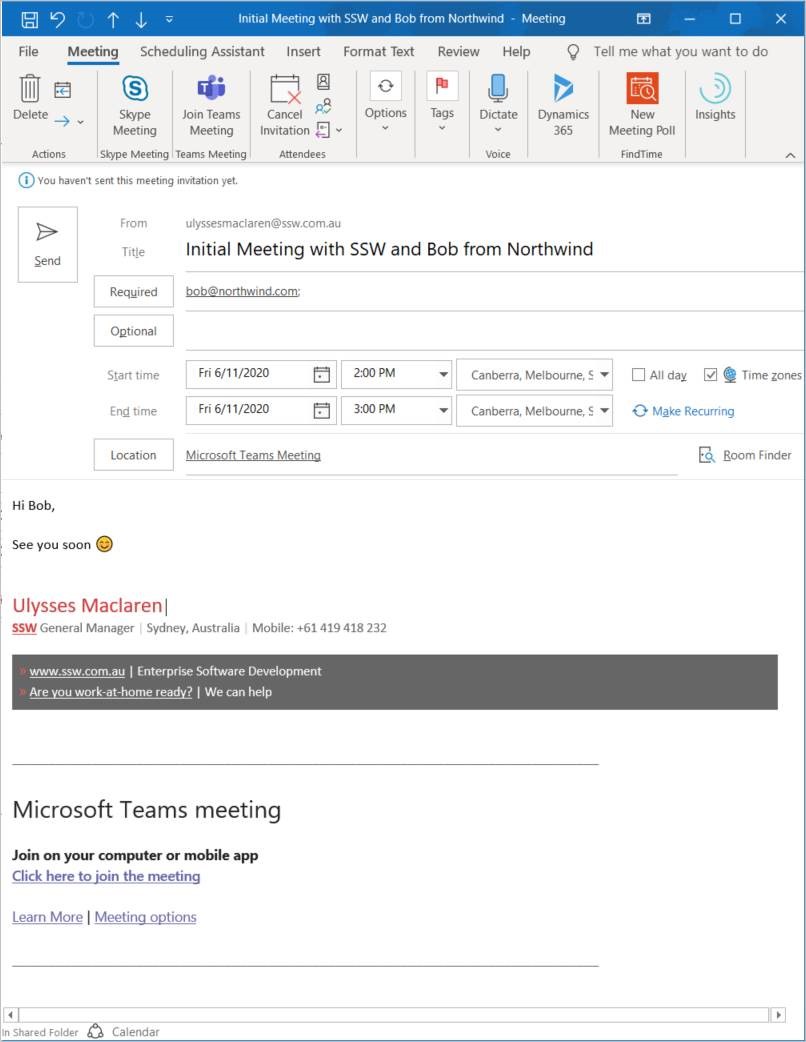 Initial Meeting with SSW and Bob from Northwind - Meeting
File Meeting Scheduling Assistant Insert Format Text Review Help Tell me what you want to do
Delete
Actions
Skype Meeting
Skype Meeting
Join Teams Meeting
Teams Meeting
Cancel Invitation
Attendees
Options
Tags
Dictate
Voice
Dynamics 365
New Meeting Poll
FindTime
Insights
You haven't sent this meeting invitation yet.
Send
From ulyssesmaclaren@ssw.com.au
Title Initial Meeting with SSW and Bob from Northwind
Required bob@northwind.com;
Optional
Start time Fri 6/11/2020 2:00 PM Canberra, Melbourne, S All day Time zones
End time Fri 6/11/2020 3:00 PM Canberra, Melbourne, S Make Recurring
Location Microsoft Teams Meeting Room Finder
Hi Bob,
See you soon 😊
Ulysses Maclaren
SSW General Manager | Sydney, Australia | Mobile: +61 419 418 232
» www.ssw.com.au | Enterprise Software Development
» Are you work-at-home ready? | We can help
Microsoft Teams meeting
Join on your computer or mobile app
Click here to join the meeting
Learn More | Meeting options
In Shared Folder Calendar